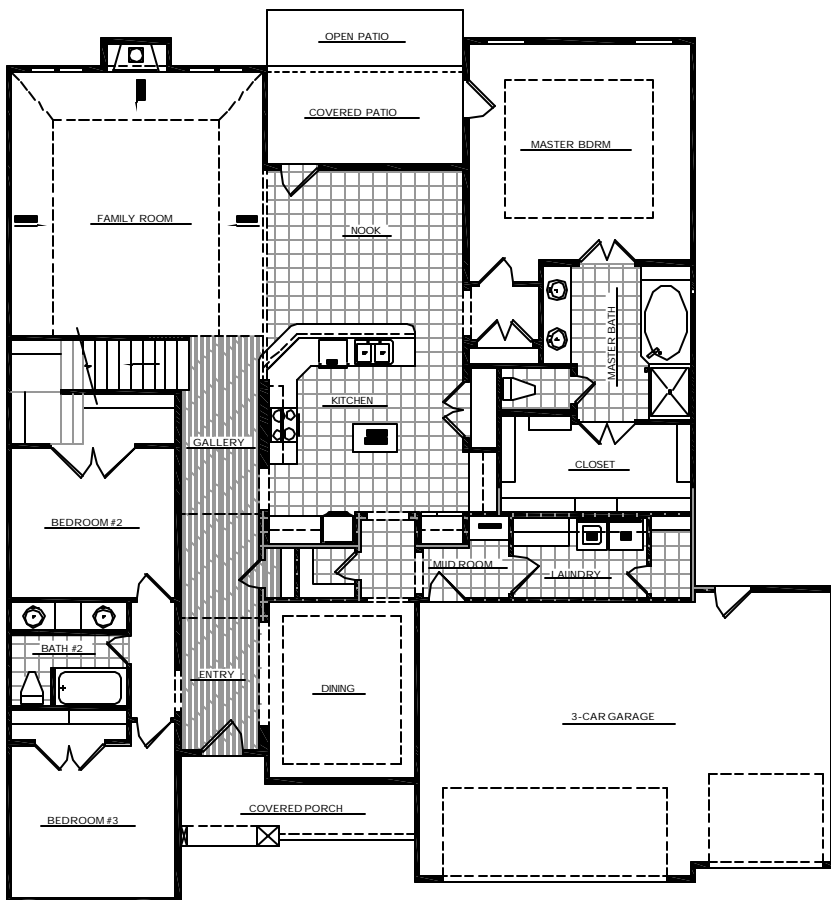 OPEN PATIO
COVERED PATIO
MASTER BDRM
FAMILY ROOM
NOOK
MASTER BATH
KITCHEN
GALLERY
CLOSET
BEDROOM #2
MUD ROOM
LAUNDRY
BATH #2
ENTRY
DINING
3-CAR GARAGE
COVERED PORCH
BEDROOM #3